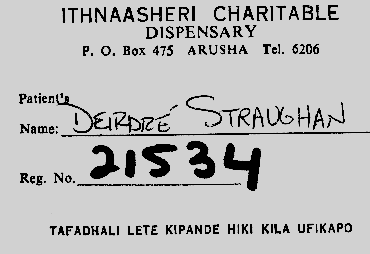 ITHNAASHERI CHARITABLE
DISPENSARY
P. O. Box 475 ARUSHA Tel. 6206
Patient's
Name: DEIRDRÉ STRAUGHAN
Reg. No. 21534
TAFADHALI LETE KIPANDE HIKI KILA UFIKAPO